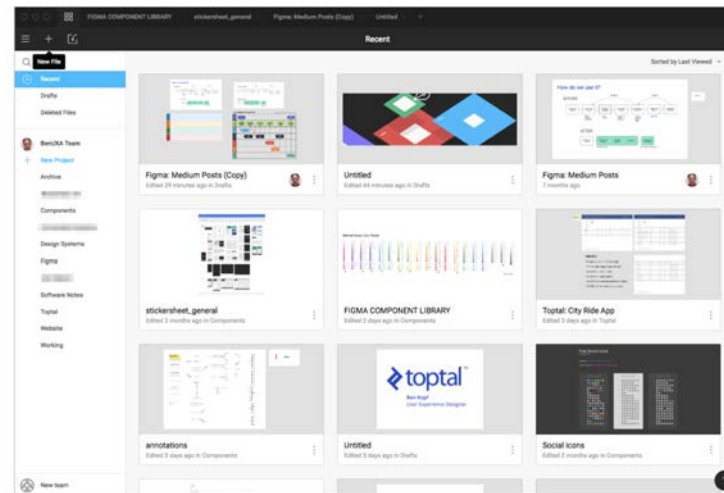 FIGMA COMPONENT LIBRARY
stickersheet_general
Figma: Medium Posts (Copy)
Untitled
Recent
New File
Sorted by Last Viewed
Recent
Drafts
Deleted Files
BenUXA Team
New Project
Archive
Components
Design Systems
Figma
Software Notes
Toptal
Website
Working
New team
How do we use it?
BEFORE
AFTER
Figma: Medium Posts (Copy)
Edited 29 minutes ago in Drafts
Untitled
Edited 44 minutes ago in Drafts
Figma: Medium Posts
7 months ago
stickersheet_general
Edited 2 months ago in Components
FIGMA COMPONENT LIBRARY
Edited 2 days ago in Components
Toptal: City Ride App
Edited 3 days ago in Toptal
toptal
Ben Kopf
User Experience Designer
annotations
Edited 3 days ago in Components
Untitled
Edited 3 days ago in Drafts
Social icons
Edited 2 months ago in Components